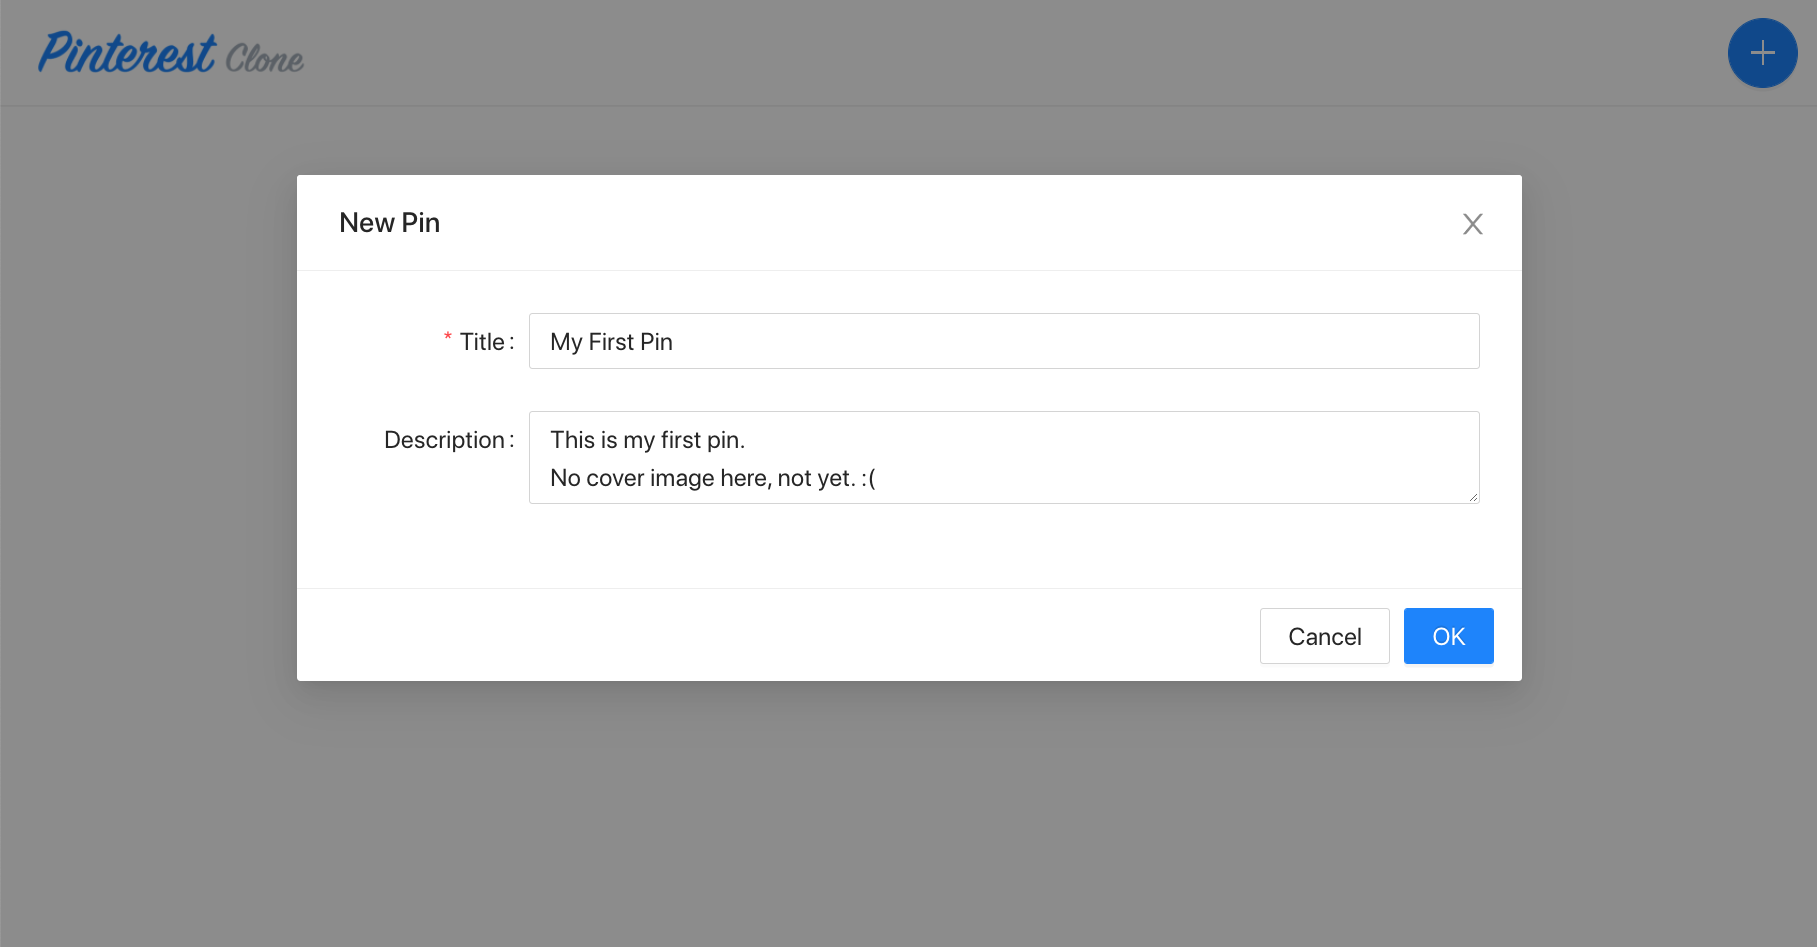 Pinterest Clone
New Pin
* Title :
My First Pin
Description :
This is my first pin.
No cover image here, not yet. :(
Cancel
OK